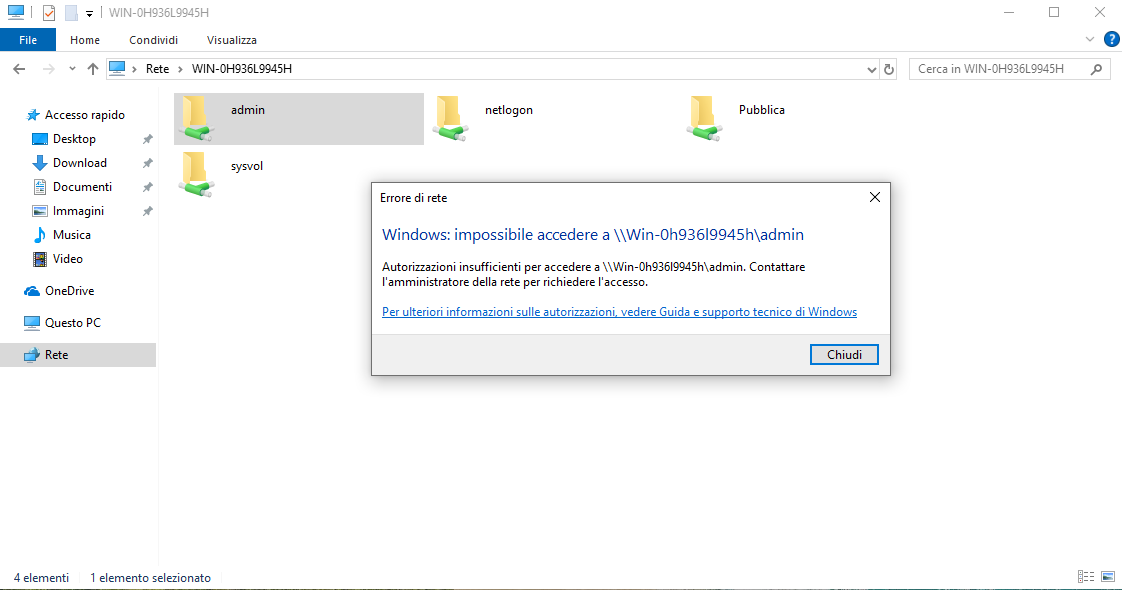 WIN-0H936L9945H
File Home Condividi Visualizza
Rete WIN-0H936L9945H Cerca in WIN-0H936L9945H
Accesso rapido
Desktop
Download
Documenti
Immagini
Musica
Video
OneDrive
Questo PC
Rete
admin netlogon Pubblica
sysvol
Errore di rete
Windows: impossibile accedere a \\Win-0h936l9945h\admin
Autorizzazioni insufficienti per accedere a \\Win-0h936l9945h\admin. Contattare
l'amministratore della rete per richiedere l'accesso.
Per ulteriori informazioni sulle autorizzazioni, vedere Guida e supporto tecnico di Windows
Chiudi
4 elementi 1 elemento selezionato